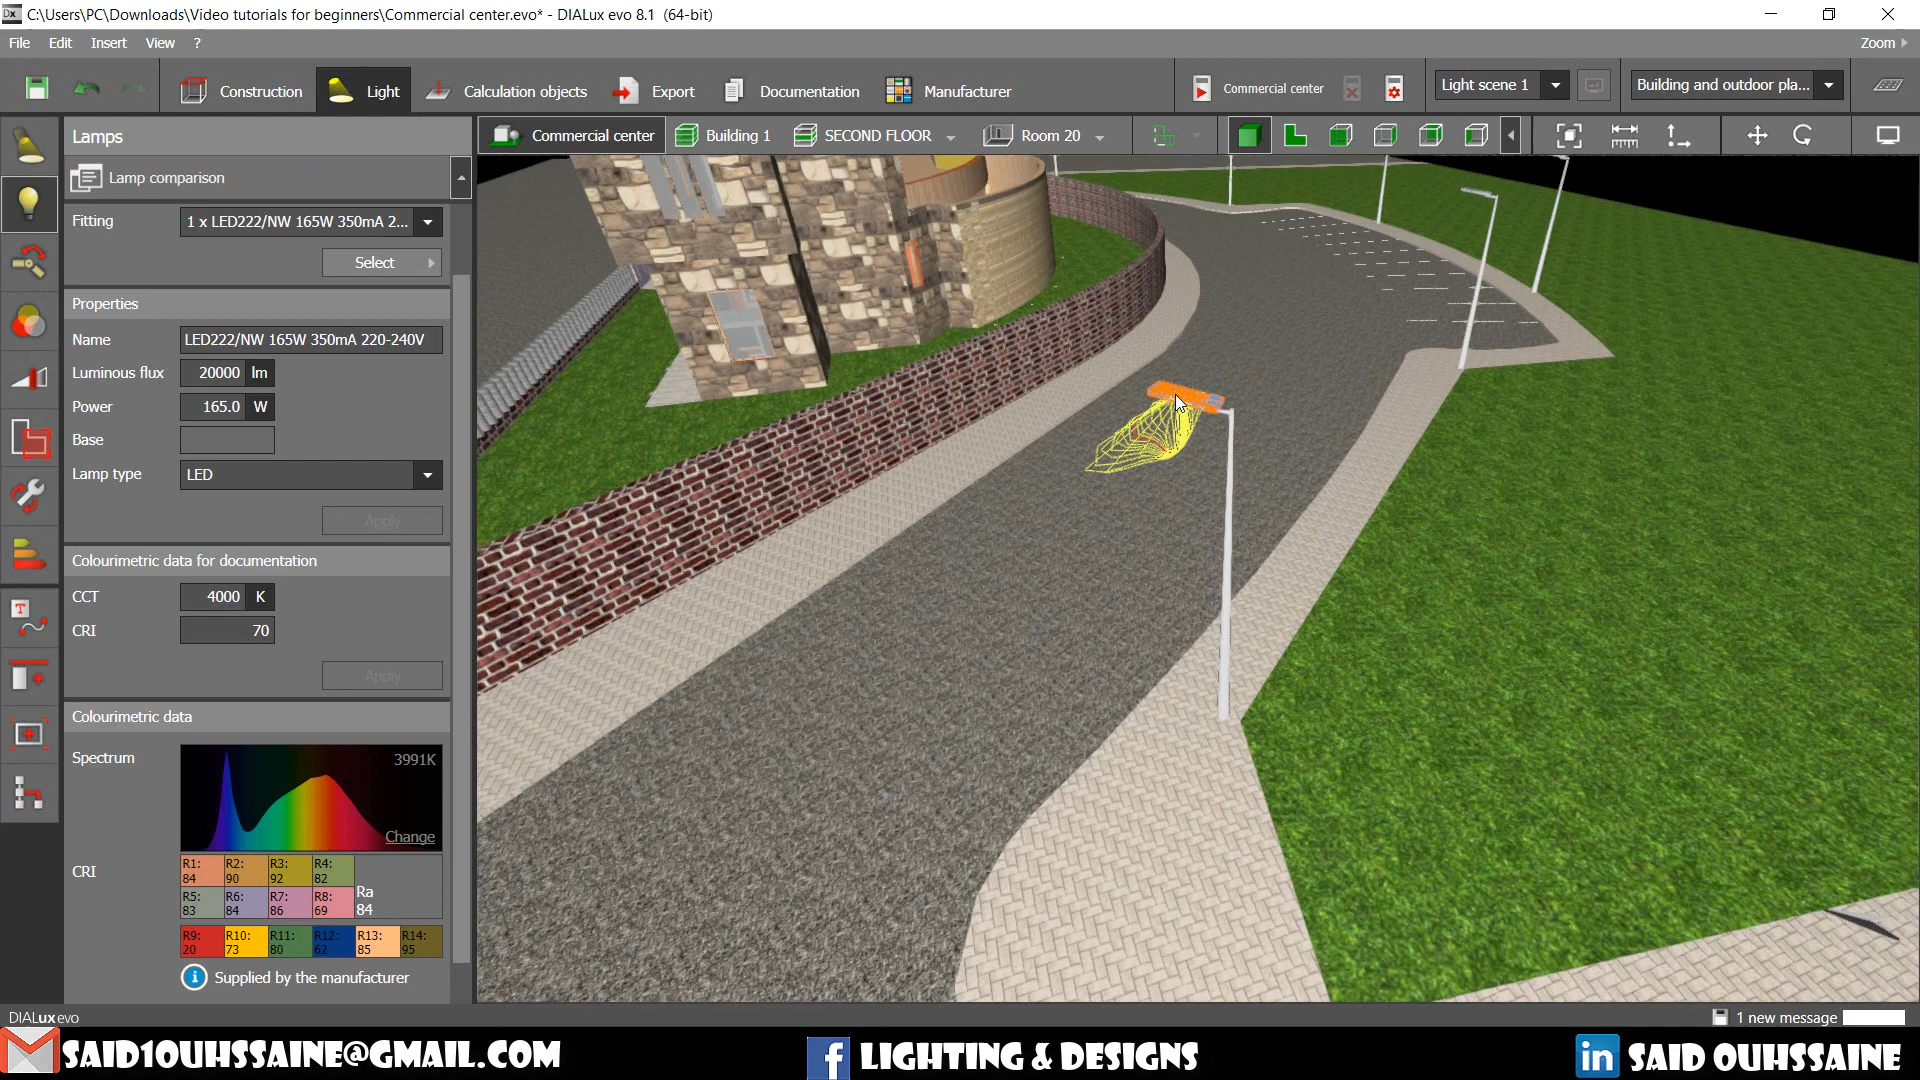 C:\Users\PC\Downloads\Video tutorials for beginners\Commercial center.evo* - DIALux evo 8.1 (64-bit)
File Edit Insert View ? Zoom
Construction Light Calculation objects Export Documentation Manufacturer Commercial center Light scene 1 Building and outdoor pla...
Lamps
Commercial center Building 1 SECOND FLOOR Room 20
Lamp comparison
Fitting 1 x LED222/NW 165W 350mA 2...
Select
Properties
Name LED222/NW 165W 350mA 220-240V
Luminous flux 20000 lm
Power 165.0 W
Base
Lamp type LED
Apply
Colourimetric data for documentation
CCT 4000 K
CRI 70
Apply
Colourimetric data
Spectrum 3991K
Change
CRI
R1: 84 R2: 90 R3: 92 R4: 82
R5: 83 R6: 84 R7: 86 R8: 69 Ra 84
R9: 20 R10: 73 R11: 80 R12: 62 R13: 85 R14: 95
Supplied by the manufacturer
DIALux evo 1 new message
SAID1OUHSSAINE@GMAIL.COM LIGHTING & DESIGNS in SAID OUHSSAINE